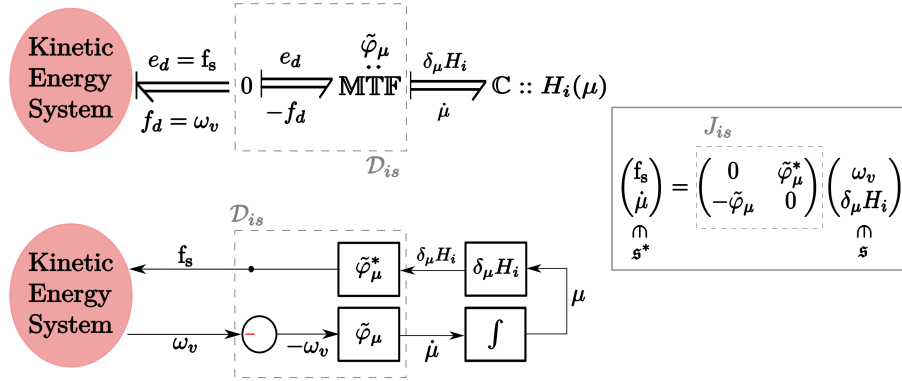 Kinetic
Energy
System
e_d = f_s
f_d = ω_v
0
e_d
−f_d
φ̃_μ
··
𝕄𝕋𝔽
δ_μH_i
μ̇
ℂ :: H_i(μ)
𝒟_is
J_is
(f_s μ̇) = (0 φ̃*_μ
−φ̃_μ 0) (ω_v δ_μH_i)
⋒ ⋒
𝔰* 𝔰
Kinetic
Energy
System
𝒟_is
f_s
φ̃*_μ
δ_μH_i
δ_μH_i
μ
ω_v
−
−ω_v
φ̃_μ
μ̇
∫